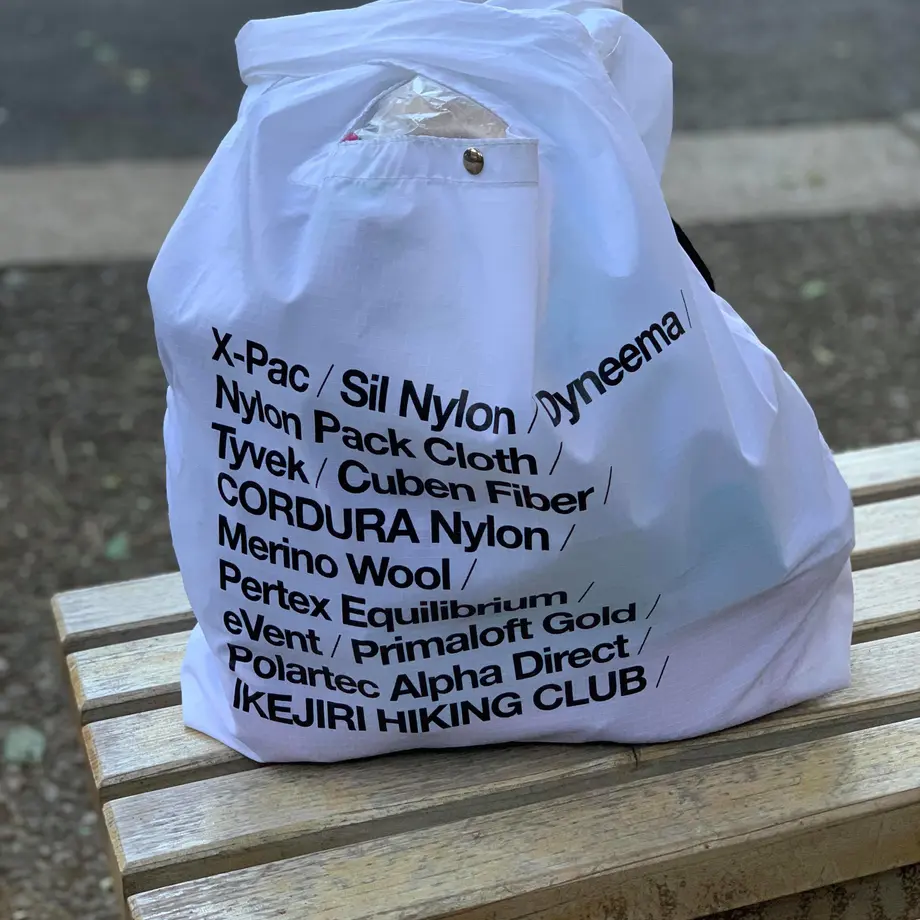 X-Pac / Sil Nylon / Dyneema /
Nylon Pack Cloth /
Tyvek / Cuben Fiber /
CORDURA Nylon /
Merino Wool /
Pertex Equilibrium /
eVent / Primaloft Gold /
Polartec Alpha Direct /
IKEJIRI HIKING CLUB /